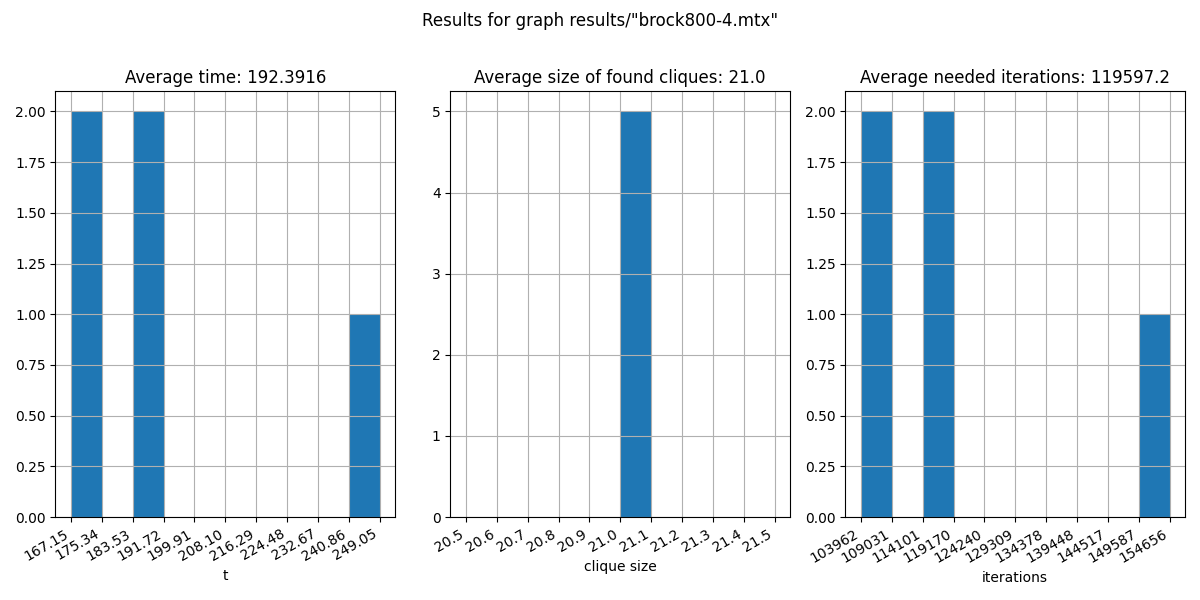 Results for graph results/"brock800-4.mtx"
Average time: 192.3916
2.00
1.75
1.50
1.25
1.00
0.75
0.50
0.25
0.00
167.15 175.34 183.53 191.72 199.91 208.10 216.29 224.48 232.67 240.86 249.05
t
Average size of found cliques: 21.0
5
4
3
2
1
0
20.5 20.6 20.7 20.8 20.9 21.0 21.1 21.2 21.3 21.4 21.5
clique size
Average needed iterations: 119597.2
2.00
1.75
1.50
1.25
1.00
0.75
0.50
0.25
0.00
103962 109031 114101 119170 124240 129309 134378 139448 144517 149587 154656
iterations